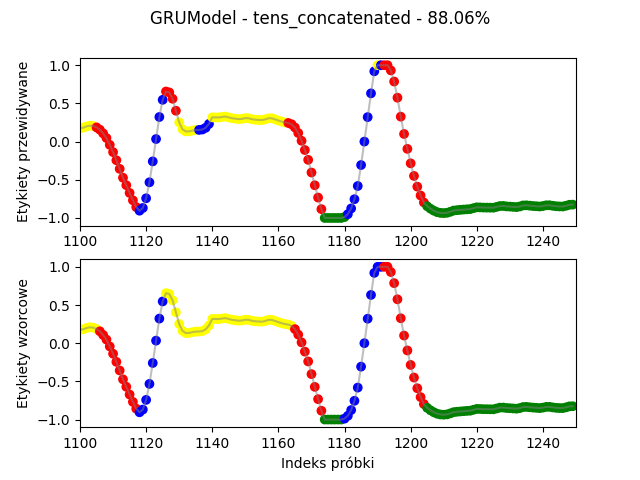 GRUModel - tens_concatenated - 88.06%
Etykiety przewidywane
1.0
0.5
0.0
−0.5
−1.0
1100 1120 1140 1160 1180 1200 1220 1240
Etykiety wzorcowe
1.0
0.5
0.0
−0.5
−1.0
1100 1120 1140 1160 1180 1200 1220 1240
Indeks próbki